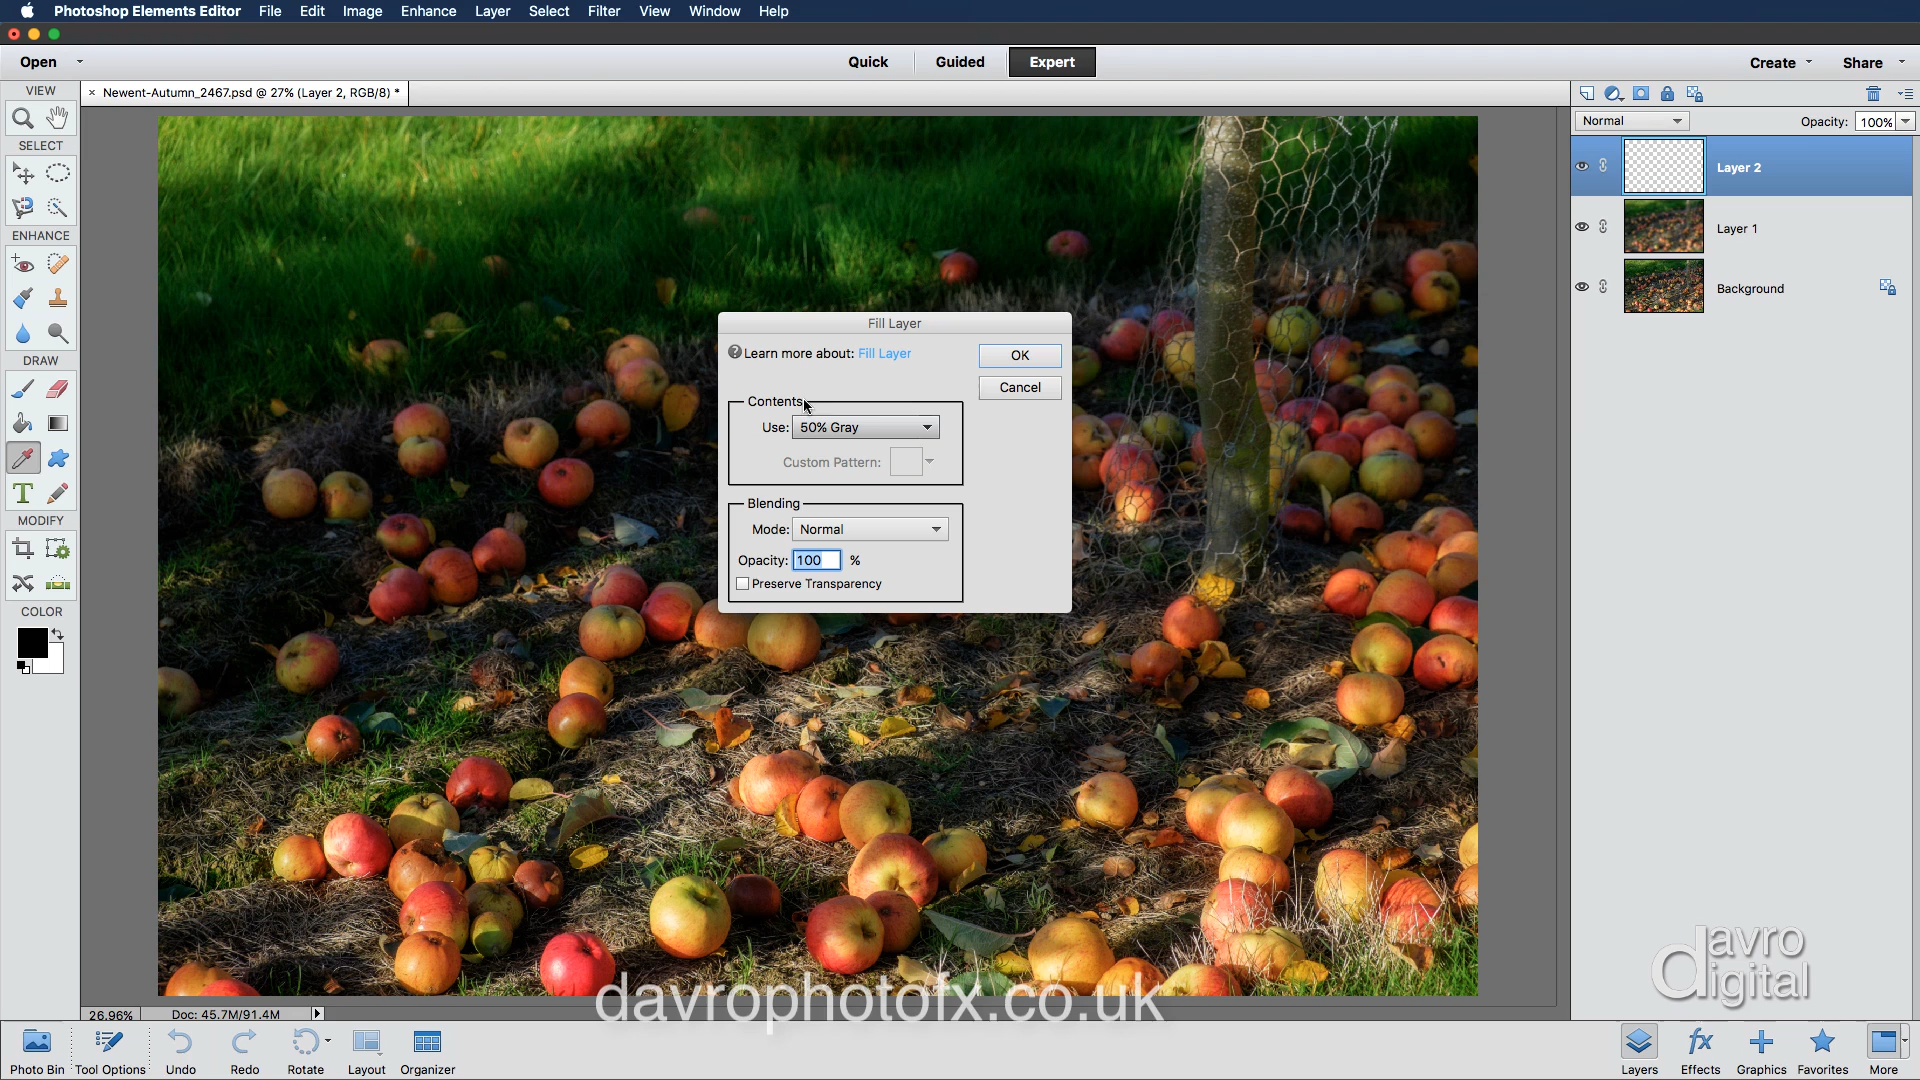 Photoshop Elements Editor File Edit Image Enhance Layer Select Filter View Window Help
Open Quick Guided Expert Create Share
VIEW
× Newent-Autumn_2467.psd @ 27% (Layer 2, RGB/8) *
Normal Opacity: 100%
SELECT
Layer 2
ENHANCE
Layer 1
Background
Fill Layer
Learn more about: Fill Layer
OK
Cancel
Contents
Use: 50% Gray
Custom Pattern:
Blending
Mode: Normal
Opacity: 100 %
Preserve Transparency
DRAW
T
MODIFY
COLOR
davro
digital
davrophotofx.co.uk
26.96% Doc: 45.7M/91.4M
fx
Photo Bin Tool Options Undo Redo Rotate Layout Organizer Layers Effects Graphics Favorites More